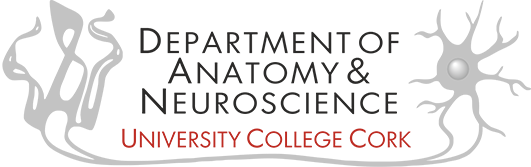 DEPARTMENT OF
ANATOMY &
NEUROSCIENCE
UNIVERSITY COLLEGE CORK